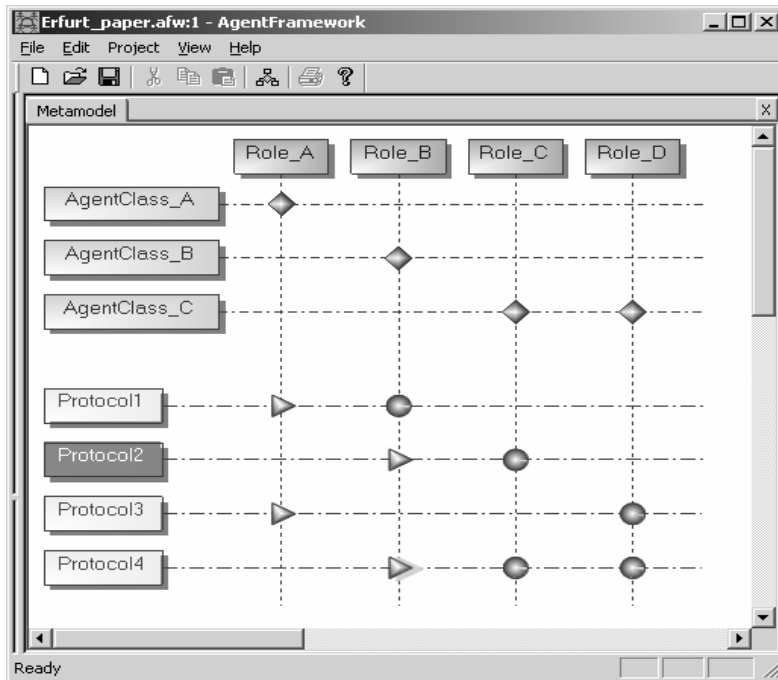 Erfurt_paper.afw:1 - AgentFramework
File Edit Project View Help
Metamodel
Role_A Role_B Role_C Role_D
AgentClass_A
AgentClass_B
AgentClass_C
Protocol1
Protocol2
Protocol3
Protocol4
Ready